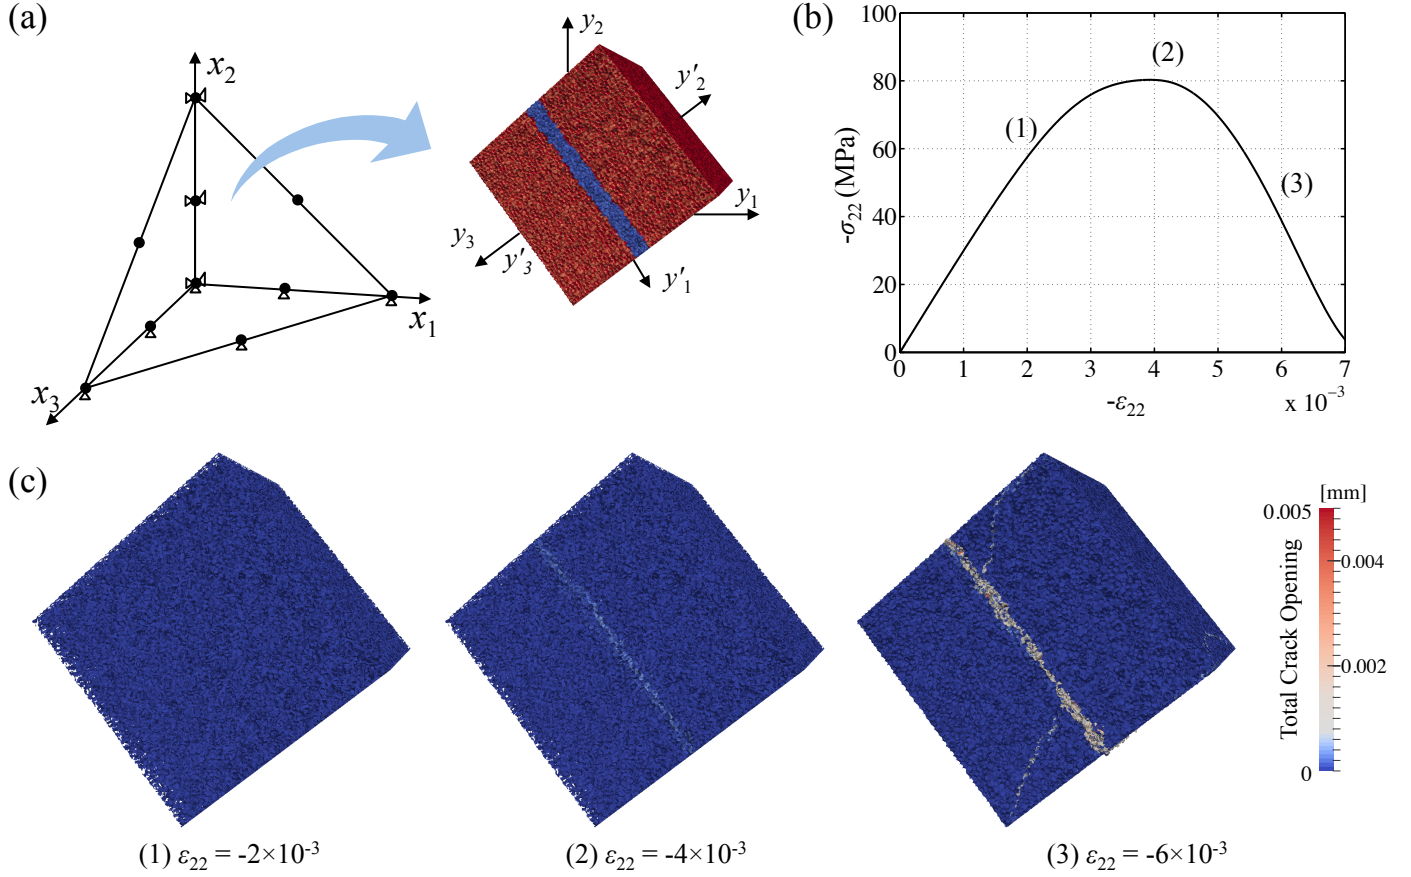 (a)
x₂
x₁
x₃
y₂
y'₂
y₁
y₃
y'₃
y'₁
(b)
100
80
60
40
20
0
-σ₂₂ (MPa)
(1)
(2)
(3)
0 1 2 3 4 5 6 7
-ε₂₂
x 10⁻³
(c)
[mm]
0.005
0.004
0.002
0
Total Crack Opening
(1) ε₂₂ = -2×10⁻³
(2) ε₂₂ = -4×10⁻³
(3) ε₂₂ = -6×10⁻³